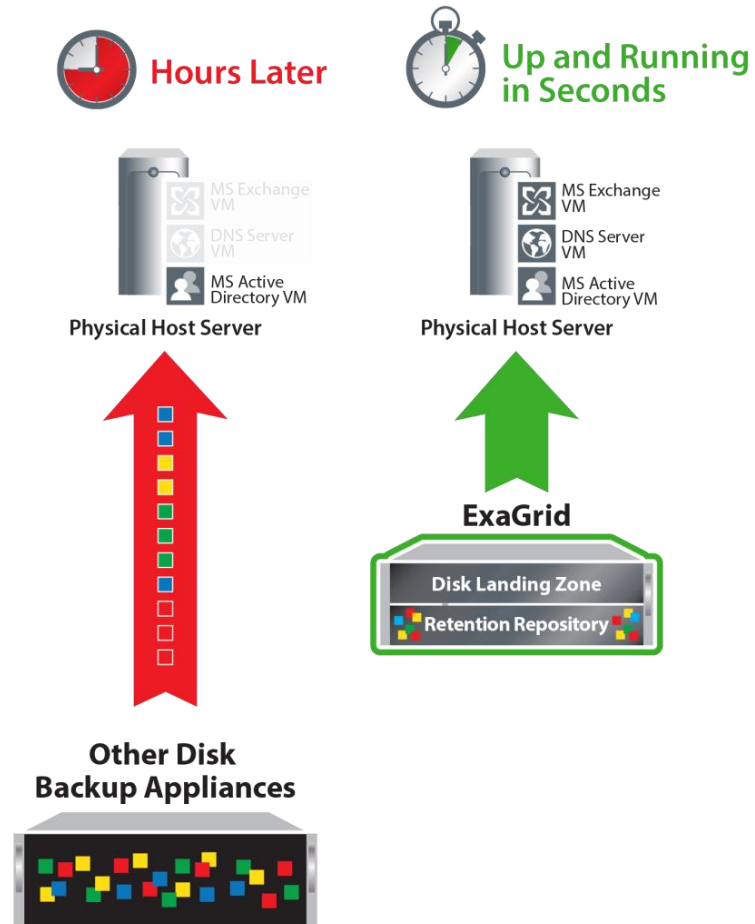 Hours Later
Up and Running
in Seconds
MS Exchange
VM
DNS Server
VM
MS Active
Directory VM
Physical Host Server
MS Exchange
VM
DNS Server
VM
MS Active
Directory VM
Physical Host Server
ExaGrid
Disk Landing Zone
Retention Repository
Other Disk
Backup Appliances